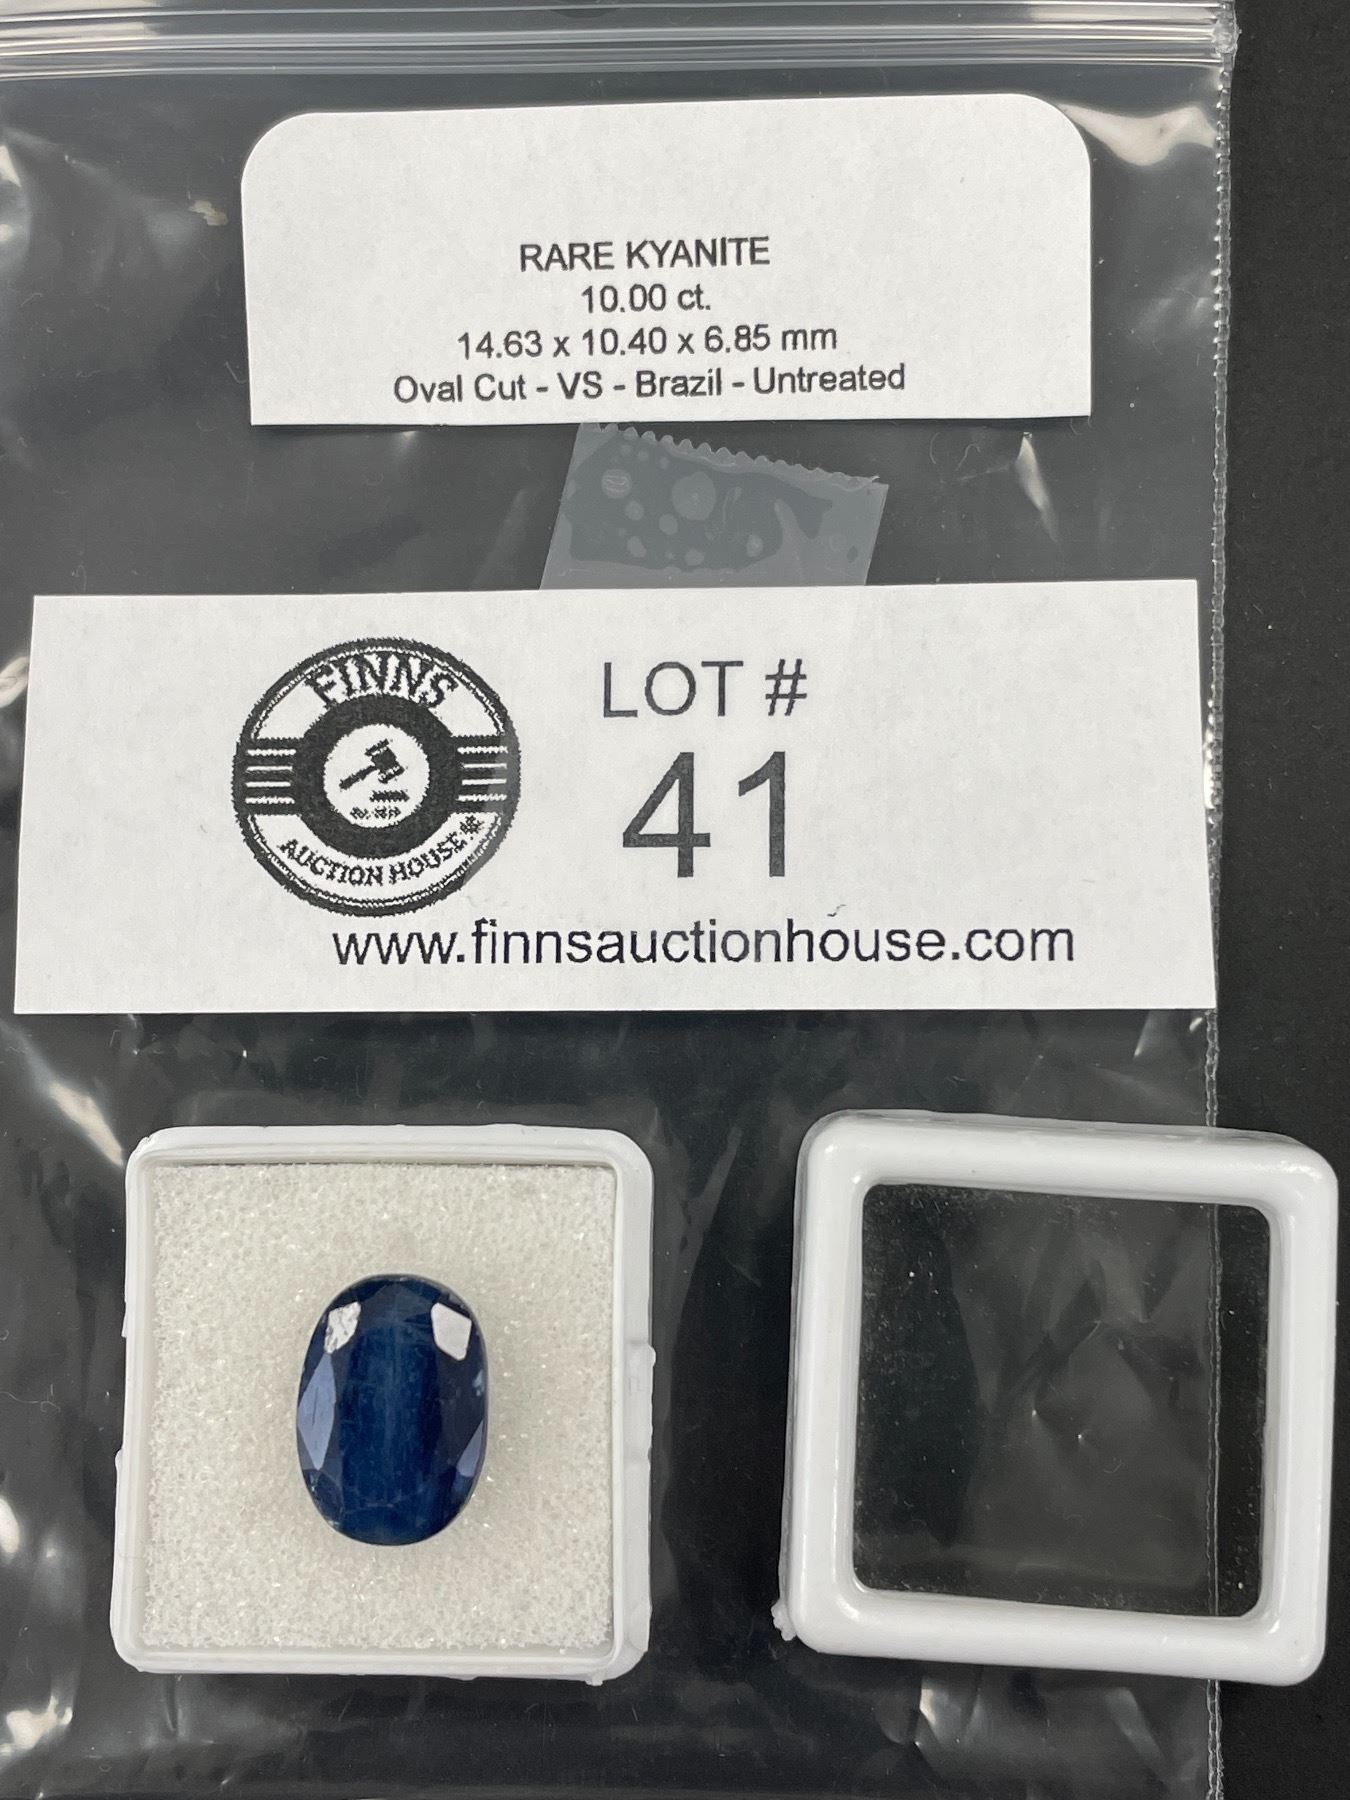 RARE KYANITE
10.00 ct.
14.63 x 10.40 x 6.85 mm
Oval Cut - VS - Brazil - Untreated
FINNS
AUCTION HOUSE
LOT #
41
www.finnsauctionhouse.com